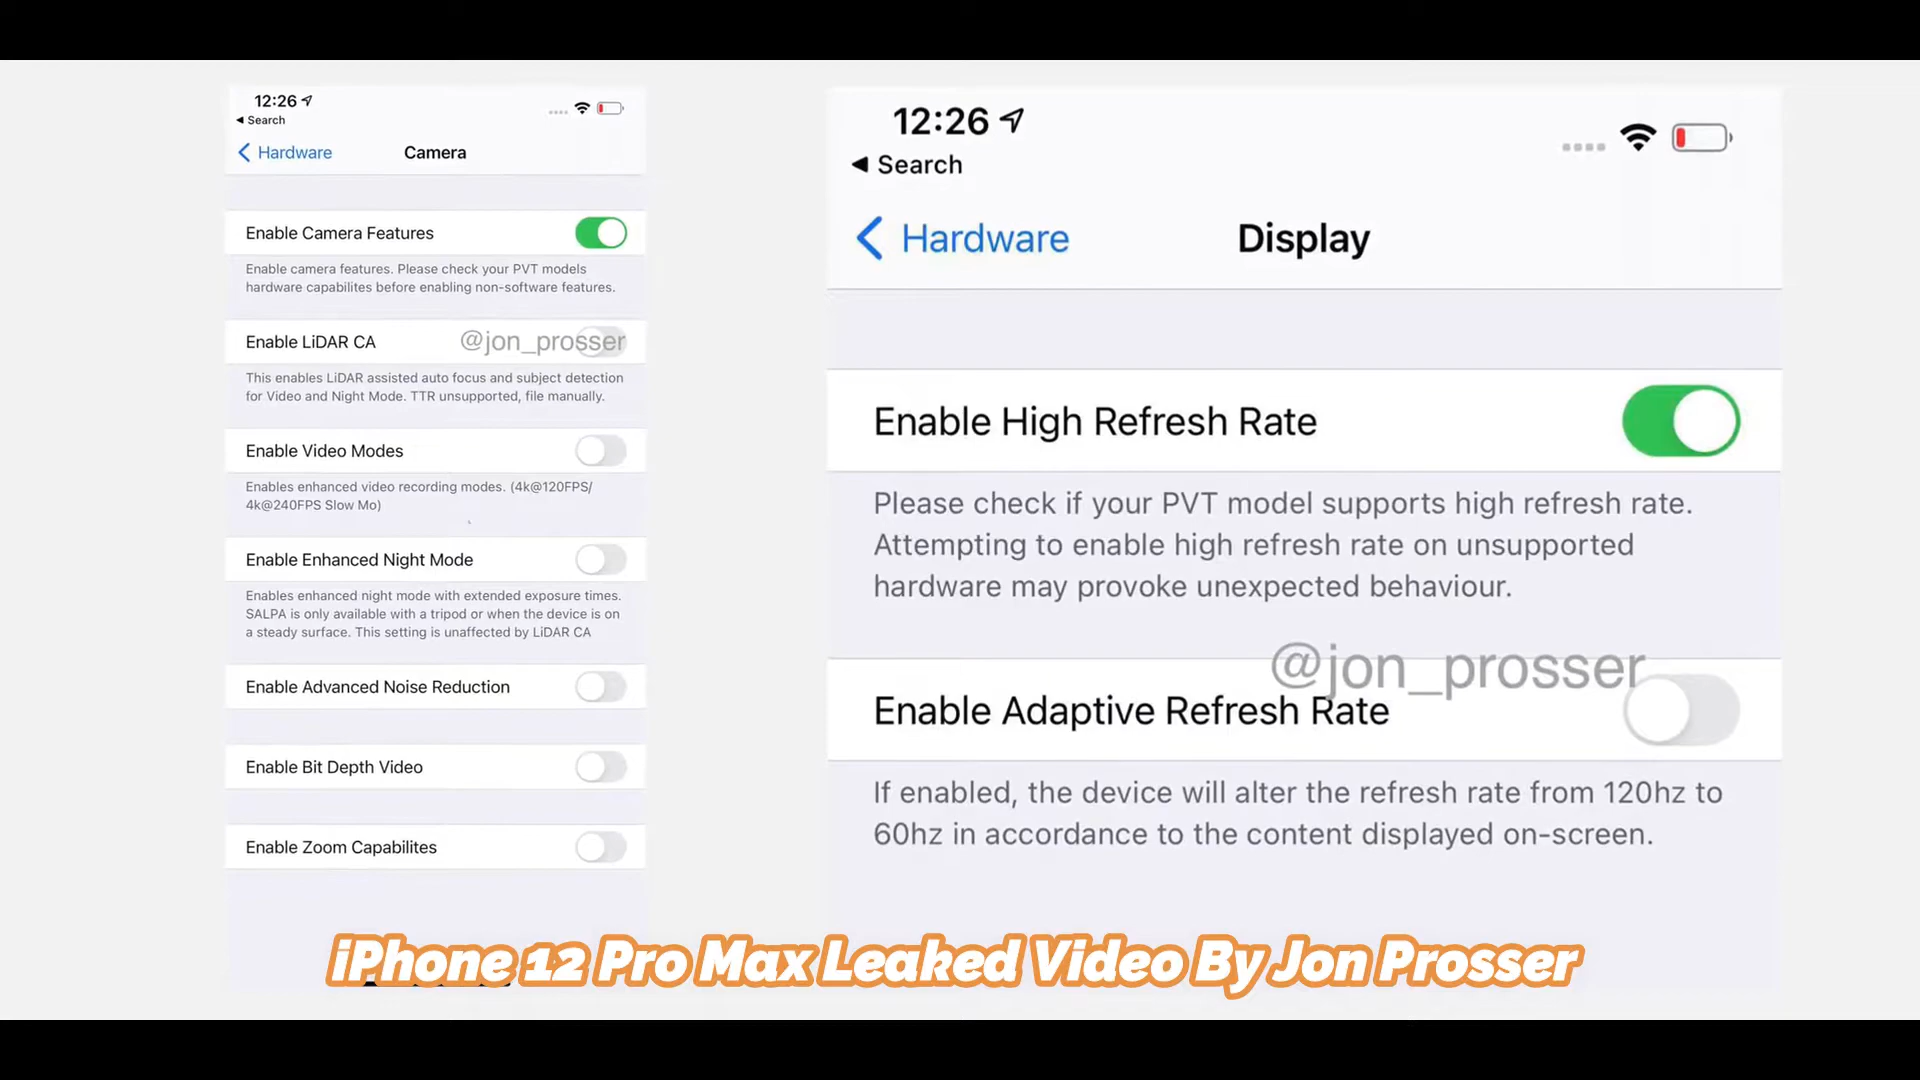 12:26
◀ Search
Hardware
Camera
Enable Camera Features
Enable camera features. Please check your PVT models
hardware capabilites before enabling non-software features.
Enable LiDAR CA
@jon_prosser
This enables LiDAR assisted auto focus and subject detection
for Video and Night Mode. TTR unsupported, file manually.
Enable Video Modes
Enables enhanced video recording modes. (4k@120FPS/
4k@240FPS Slow Mo)
Enable Enhanced Night Mode
Enables enhanced night mode with extended exposure times.
SALPA is only available with a tripod or when the device is on
a steady surface. This setting is unaffected by LiDAR CA
Enable Advanced Noise Reduction
Enable Bit Depth Video
Enable Zoom Capabilites
12:26
◀ Search
Hardware
Display
Enable High Refresh Rate
Please check if your PVT model supports high refresh rate.
Attempting to enable high refresh rate on unsupported
hardware may provoke unexpected behaviour.
@jon_prosser
Enable Adaptive Refresh Rate
If enabled, the device will alter the refresh rate from 120hz to
60hz in accordance to the content displayed on-screen.
iPhone 12 Pro Max Leaked Video By Jon Prosser